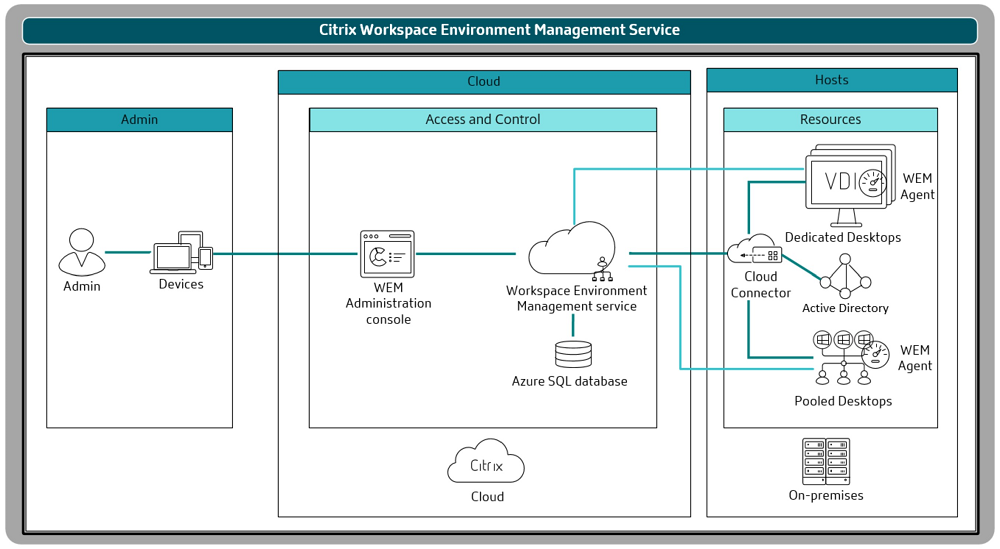 Citrix Workspace Environment Management Service
Cloud
Hosts
Admin
Access and Control
Resources
VDI
WEM
Agent
Dedicated Desktops
Admin
Devices
WEM
Administration
console
Workspace Environment
Management service
Cloud
Connector
Active Directory
Azure SQL database
WEM
Agent
Pooled Desktops
Citrix
Cloud
On-premises